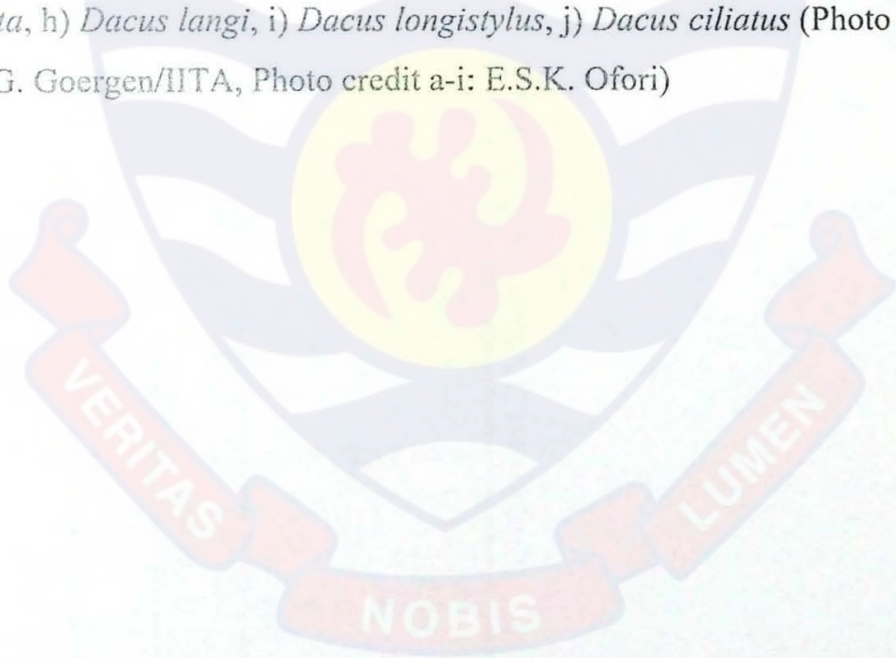 ta, h) Dacus langi, i) Dacus longistylus, j) Dacus ciliatus (Photo
G. Goergen/IITA, Photo credit a-i: E.S.K. Ofori)
VERITAS
NOBIS
LUMEN